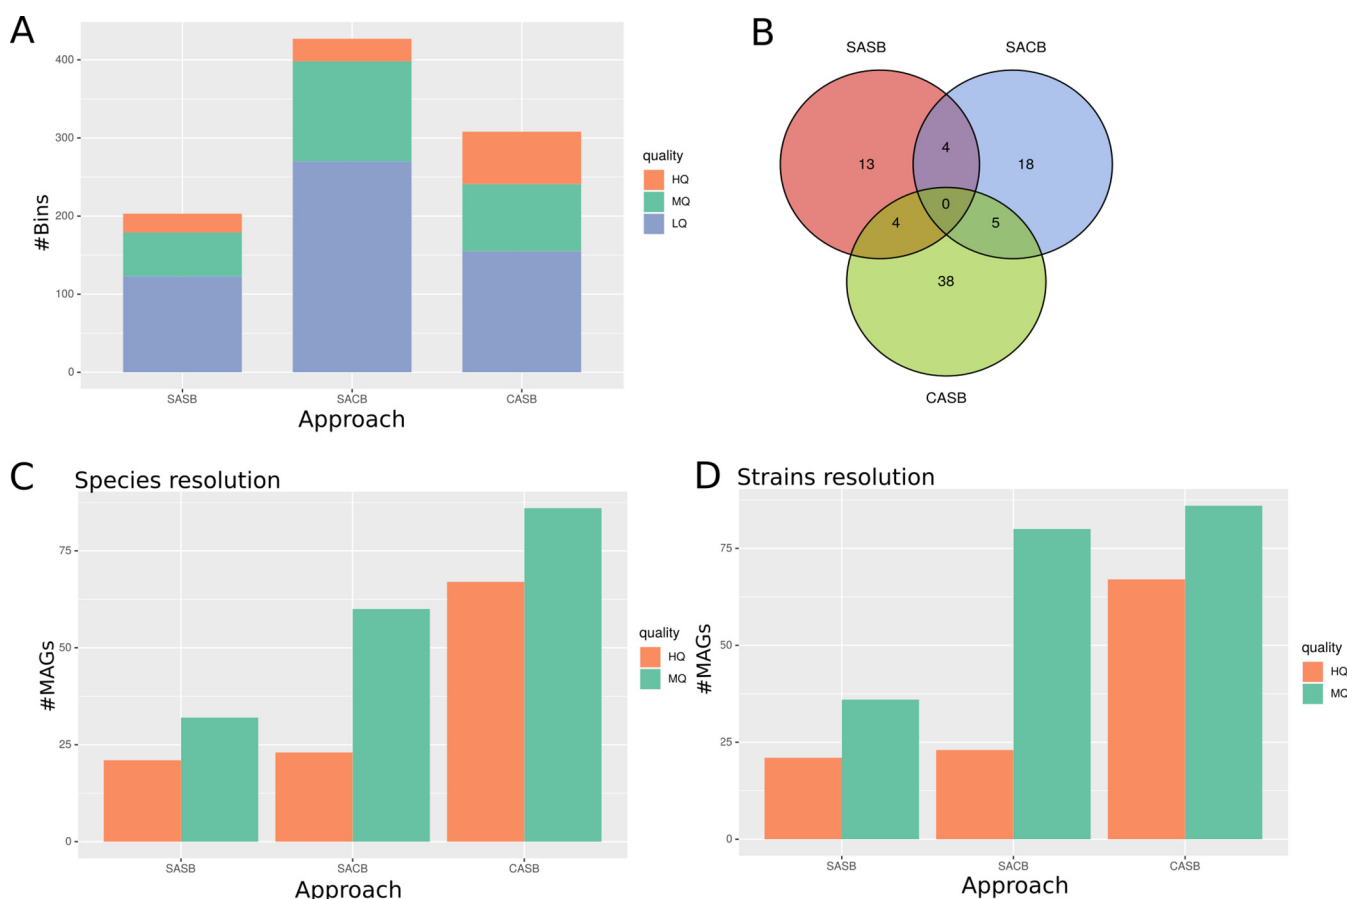 A
#Bins
400
300
200
100
0
SASB
SACB
CASB
Approach
quality
HQ
MQ
LQ
B
SASB
SACB
13
4
18
0
4
5
38
CASB
C
Species resolution
#MAGs
75
50
25
0
SASB
SACB
CASB
Approach
quality
HQ
MQ
D
Strains resolution
#MAGs
75
50
25
0
SASB
SACB
CASB
Approach
quality
HQ
MQ